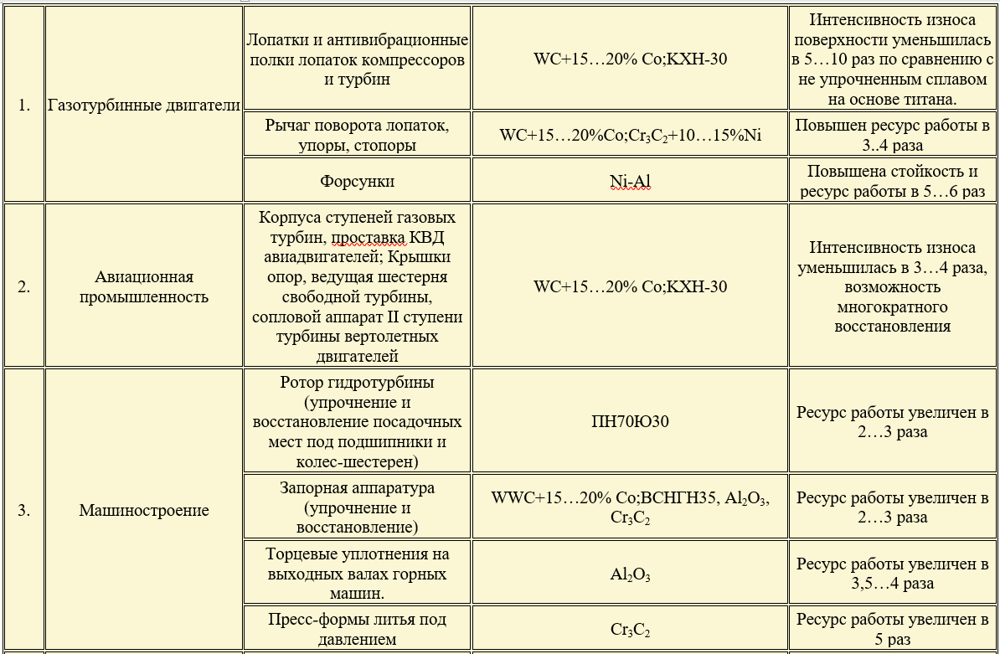 1.
Газотурбинные двигатели
Лопатки и антивибрационные
полки лопаток компрессоров
и турбин
WC+15…20% Co;КХН-30
Интенсивность износа
поверхности уменьшилась
в 5…10 раз по сравнению с
не упрочненным сплавом
на основе титана.
Рычаг поворота лопаток,
упоры, стопоры
WC+15…20%Co;Cr₃C₂+10…15%Ni
Повышен ресурс работы в
3..4 раза
Форсунки
Ni-Al
Повышена стойкость и
ресурс работы в 5…6 раз
2.
Авиационная
промышленность
Корпуса ступеней газовых
турбин, проставка КВД
авиадвигателей; Крышки
опор, ведущая шестерня
свободной турбины,
сопловой аппарат II ступени
турбины вертолетных
двигателей
WC+15…20% Co;КХН-30
Интенсивность износа
уменьшилась в 3…4 раза,
возможность
многократного
восстановления
3.
Машиностроение
Ротор гидротурбины
(упрочнение и
восстановление посадочных
мест под подшипники и
колес-шестерен)
ПН70Ю30
Ресурс работы увеличен в
2…3 раза
Запорная аппаратура
(упрочнение и
восстановление)
WWC+15…20% Co;ВСНГН35, Al₂O₃,
Cr₃C₂
Ресурс работы увеличен в
2…3 раза
Торцевые уплотнения на
выходных валах горных
машин.
Al₂O₃
Ресурс работы увеличен в
3,5…4 раза
Пресс-формы литья под
давлением
Cr₃C₂
Ресурс работы увеличен в
5 раз